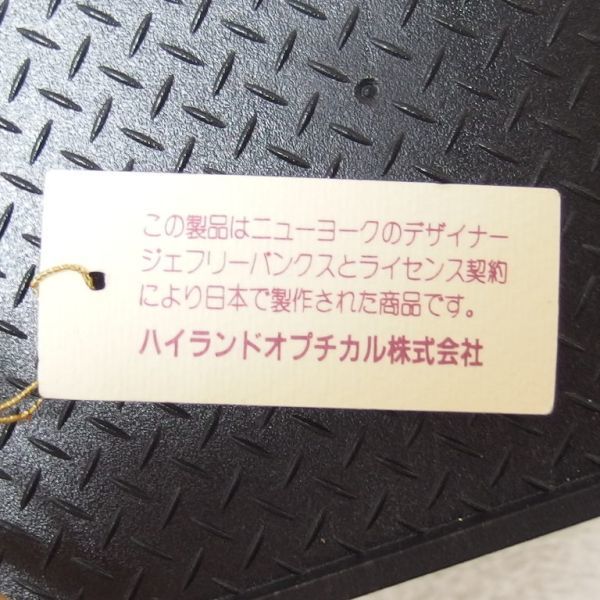 この製品はニューヨークのデザイナー
ジェフリーバンクスとライセンス契約
により日本で製作された商品です。
ハイランドオプチカル株式会社